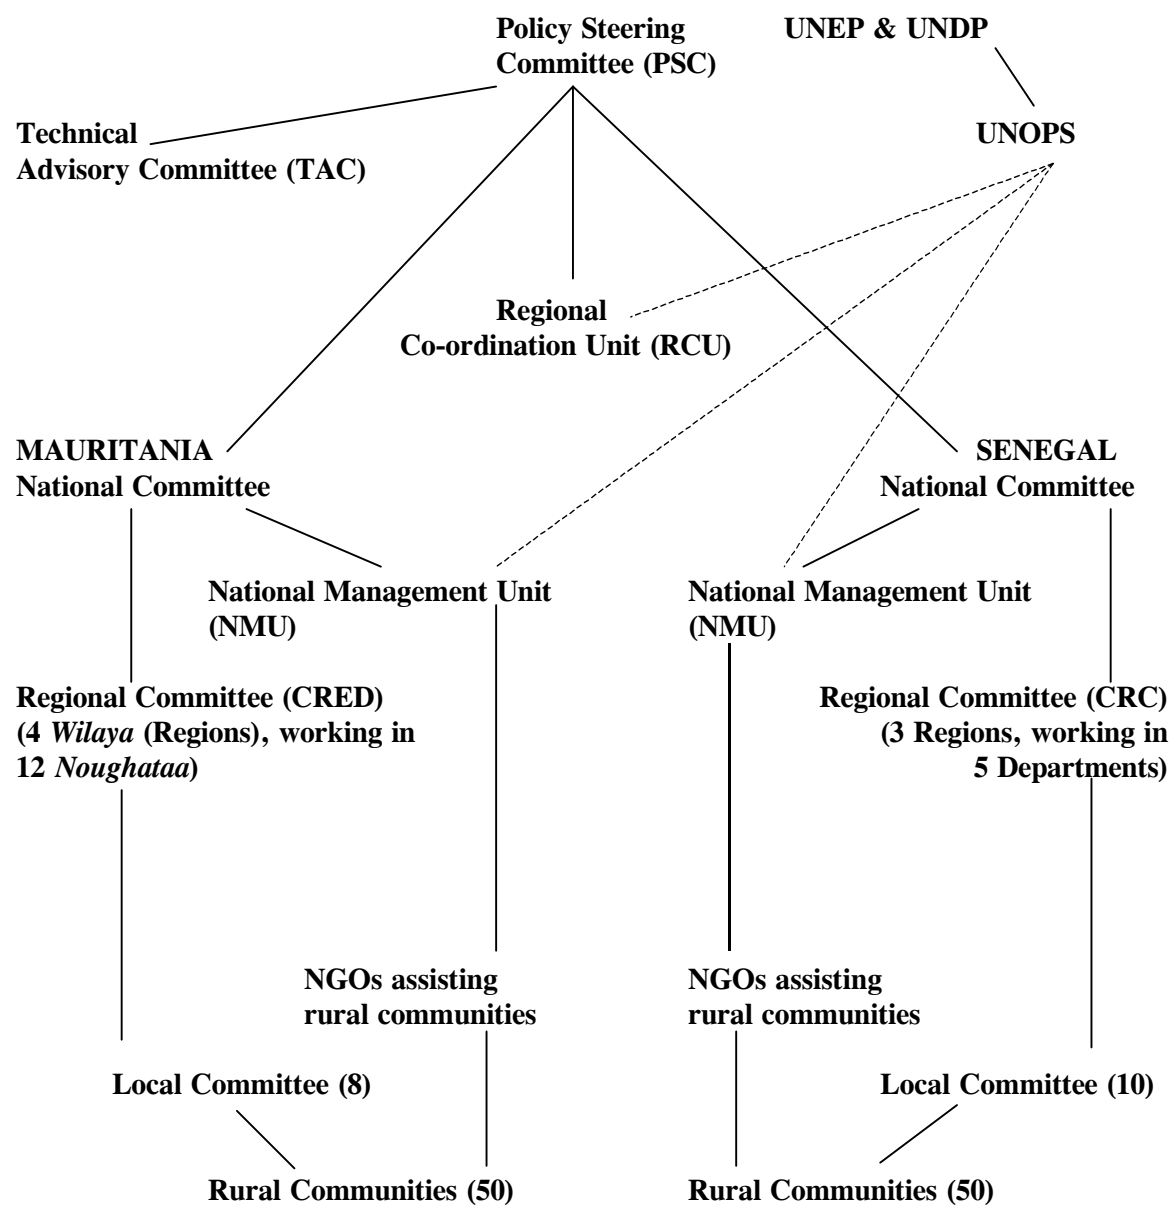 Policy Steering
Committee (PSC)
UNEP & UNDP
Technical
Advisory Committee (TAC)
UNOPS
Regional
Co-ordination Unit (RCU)
MAURITANIA
National Committee
SENEGAL
National Committee
National Management Unit
(NMU)
National Management Unit
(NMU)
Regional Committee (CRED)
(4 Wilaya (Regions), working in
12 Noughataa)
Regional Committee (CRC)
(3 Regions, working in
5 Departments)
NGOs assisting
rural communities
NGOs assisting
rural communities
Local Committee (8)
Local Committee (10)
Rural Communities (50)
Rural Communities (50)